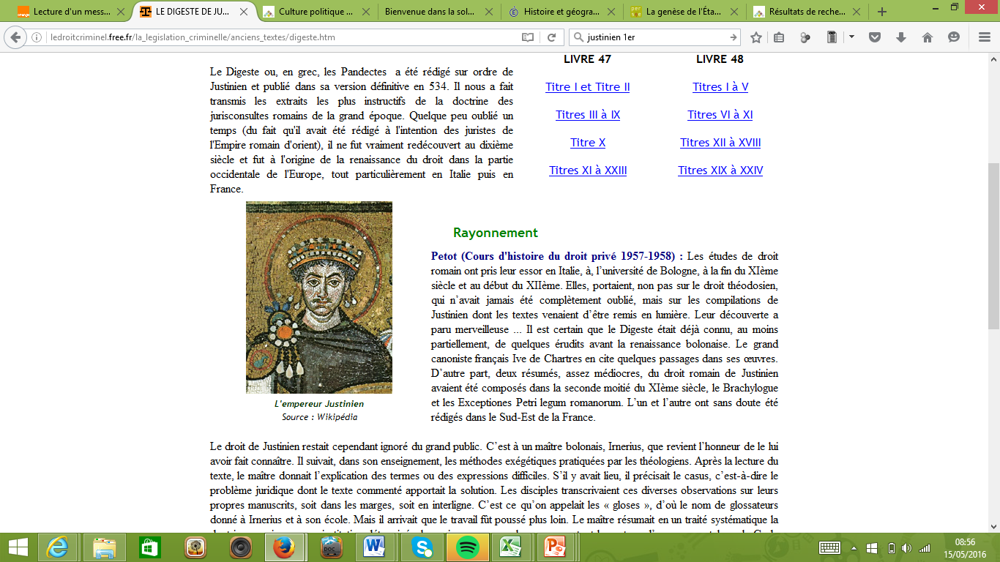 Lecture d'un mess...
LE DIGESTE DE JU...
Culture politique ...
Bienvenue dans la sol...
Histoire et géogra...
La genèse de l'Éta...
Résultats de reche...
ledroitcriminel.free.fr/la_legislation_criminelle/anciens_textes/digeste.htm
justinien 1er
LIVRE 47
LIVRE 48
Le Digeste ou, en grec, les Pandectes a été rédigé sur ordre de
Justinien et publié dans sa version définitive en 534. Il nous a fait
transmis les extraits les plus instructifs de la doctrine des
jurisconsultes romains de la grand époque. Quelque peu oublié un
temps (du fait qu'il avait été rédigé à l'intention des juristes de
l'Empire romain d'orient), il ne fut vraiment redécouvert au dixième
siècle et fut à l'origine de la renaissance du droit dans la partie
occidentale de l'Europe, tout particulièrement en Italie puis en
France.
Titre I et Titre II
Titres I à V
Titres III à IX
Titres VI à XI
Titre X
Titres XII à XVIII
Titres XI à XXIII
Titres XIX à XXIV
L'empereur Justinien
Source : Wikipédia
Rayonnement
Petot (Cours d'histoire du droit privé 1957-1958) : Les études de droit
romain ont pris leur essor en Italie, à, l’université de Bologne, à la fin du XIème
siècle et au début du XIIème. Elles, portaient, non pas sur le droit théodosien,
qui n’avait jamais été complètement oublié, mais sur les compilations de
Justinien dont les textes venaient d’être remis en lumière. Leur découverte a
paru merveilleuse ... Il est certain que le Digeste était déjà connu, au moins
partiellement, de quelques érudits avant la renaissance bolonaise. Le grand
canoniste français Ive de Chartres en cite quelques passages dans ses œuvres.
D’autre part, deux résumés, assez médiocres, du droit romain de Justinien
avaient été composés dans la seconde moitié du XIème siècle, le Brachylogue
et les Exceptiones Petri legum romanorum. L’un et l’autre ont sans doute été
rédigés dans le Sud-Est de la France.
Le droit de Justinien restait cependant ignoré du grand public. C’est à un maître bolonais, Irnerius, que revient l’honneur de le lui
avoir fait connaître. Il suivait, dans son enseignement, les méthodes exégétiques pratiquées par les théologiens. Après la lecture du
texte, le maître donnait l’explication des termes ou des expressions difficiles. S’il y avait lieu, il précisait le casus, c’est-à-dire le
problème juridique dont le texte commenté apportait la solution. Les disciples transcrivaient ces diverses observations sur leurs
propres manuscrits, soit dans les marges, soit en interligne. C’est ce qu’on appelait les « gloses », d’où le nom de glossateurs
donné à Irnerius et à son école. Mais il arrivait que le travail fût poussé plus loin. Le maître résumait en un traité systématique la
08:56
15/05/2016